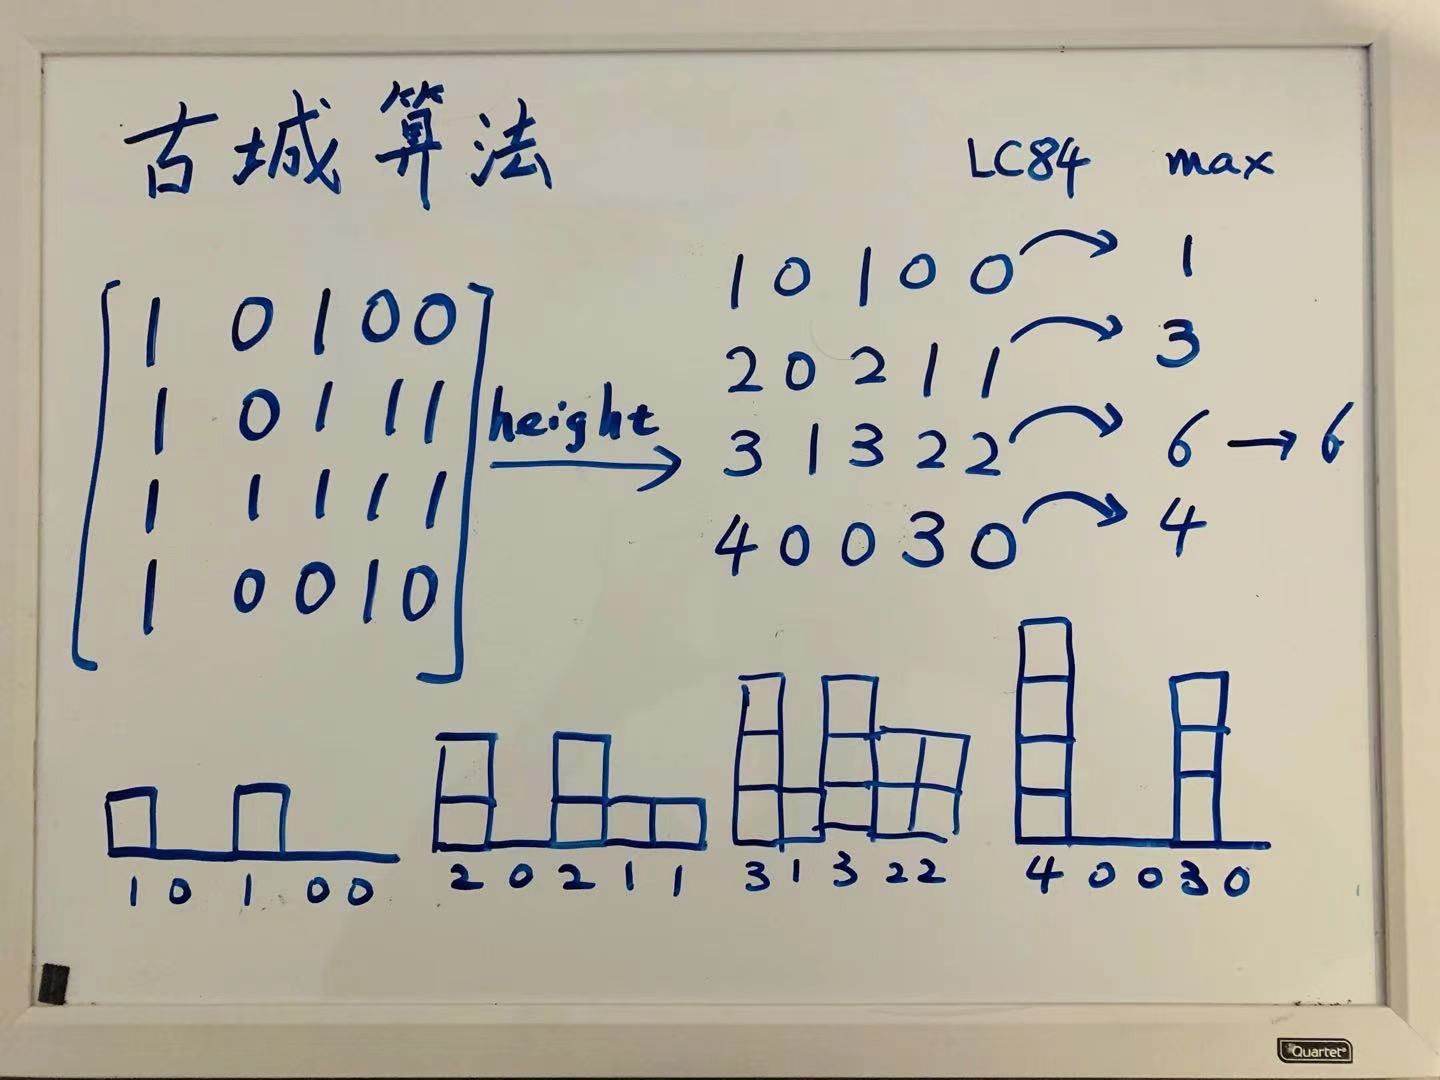 古城算法
LC84 max
1 0 1 0 0 1
1 0 1 0 0
2 0 2 1 1 3
1 0 1 1 1
height
3 1 3 2 2 6 → 6
1 1 1 1 1
4 0 0 3 0 4
1 0 0 1 0
1 0 1 0 0
2 0 2 1 1
3 1 3 2 2
4 0 0 3 0
Quartet